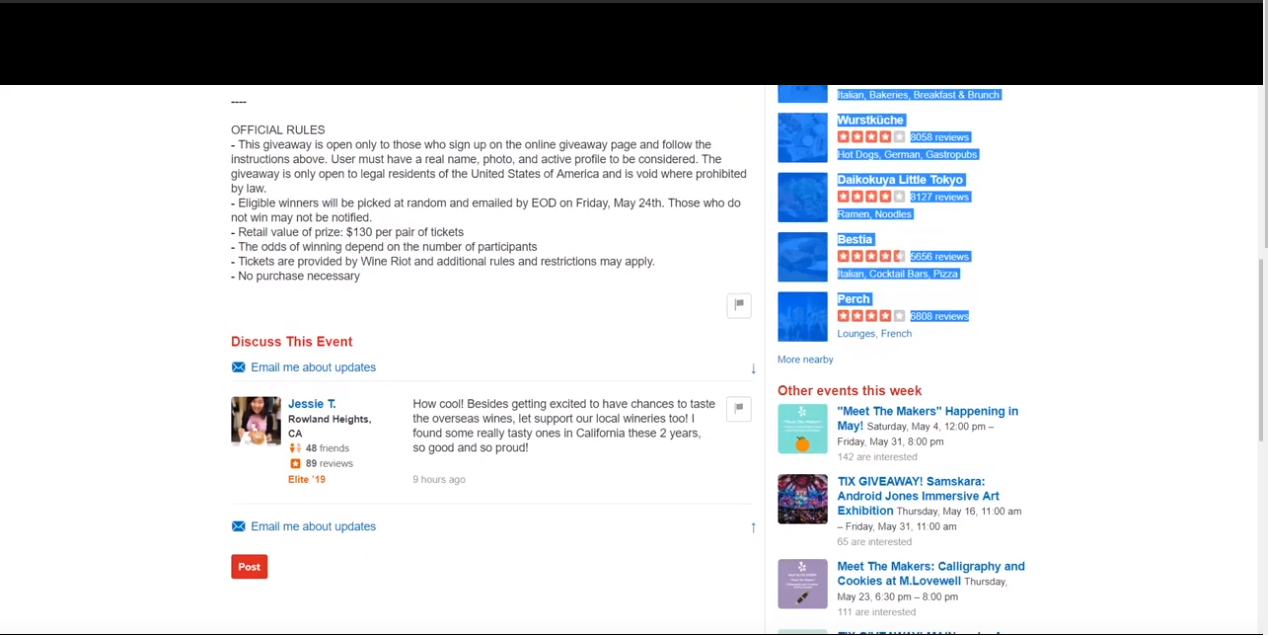 ----
OFFICIAL RULES
- This giveaway is open only to those who sign up on the online giveaway page and follow the
instructions above. User must have a real name, photo, and active profile to be considered. The
giveaway is only open to legal residents of the United States of America and is void where prohibited
by law.
- Eligible winners will be picked at random and emailed by EOD on Friday, May 24th. Those who do
not win may not be notified.
- Retail value of prize: $130 per pair of tickets
- The odds of winning depend on the number of participants
- Tickets are provided by Wine Riot and additional rules and restrictions may apply.
- No purchase necessary
Discuss This Event
Email me about updates ↓
Jessie T.
Rowland Heights,
CA
48 friends
89 reviews
Elite '19
How cool! Besides getting excited to have chances to taste
the overseas wines, let support our local wineries too! I
found some really tasty ones in California these 2 years,
so good and so proud!
9 hours ago
Email me about updates ↑
Post
Italian, Bakeries, Breakfast & Brunch
Wurstküche
8058 reviews
Hot Dogs, German, Gastropubs
Daikokuya Little Tokyo
8127 reviews
Ramen, Noodles
Bestia
5656 reviews
Italian, Cocktail Bars, Pizza
Perch
6808 reviews
Lounges, French
More nearby
Other events this week
"Meet The Makers" Happening in
May! Saturday, May 4, 12:00 pm –
Friday, May 31, 8:00 pm
142 are interested
TIX GIVEAWAY! Samskara:
Android Jones Immersive Art
Exhibition Thursday, May 16, 11:00 am
– Friday, May 31, 11:00 am
65 are interested
Meet The Makers: Calligraphy and
Cookies at M.Lovewell Thursday,
May 23, 6:30 pm – 8:00 pm
111 are interested